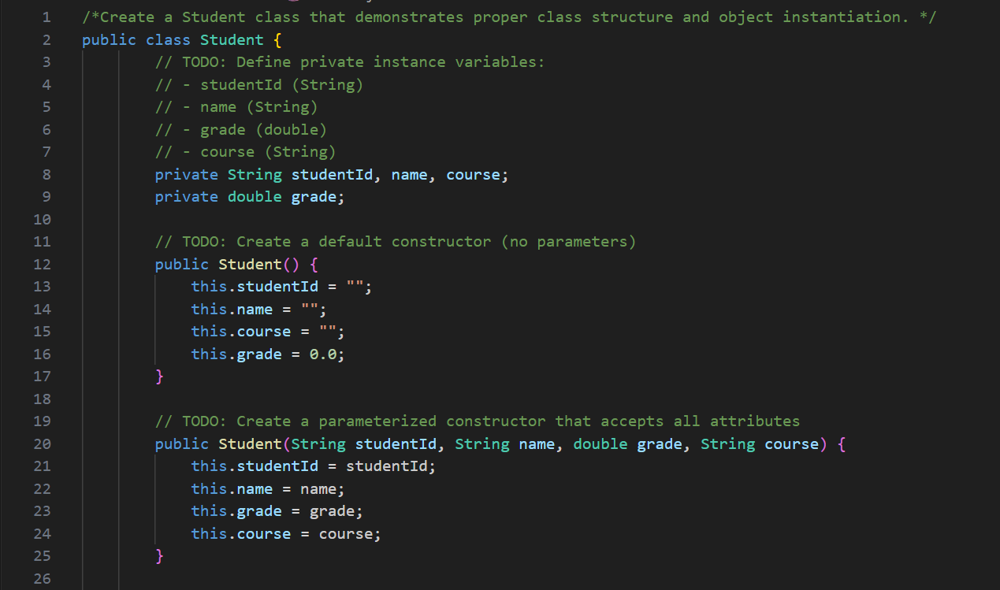 1 /*Create a Student class that demonstrates proper class structure and object instantiation. */
2 public class Student {
3 // TODO: Define private instance variables:
4 // - studentId (String)
5 // - name (String)
6 // - grade (double)
7 // - course (String)
8 private String studentId, name, course;
9 private double grade;
10
11 // TODO: Create a default constructor (no parameters)
12 public Student() {
13 this.studentId = "";
14 this.name = "";
15 this.course = "";
16 this.grade = 0.0;
17 }
18
19 // TODO: Create a parameterized constructor that accepts all attributes
20 public Student(String studentId, String name, double grade, String course) {
21 this.studentId = studentId;
22 this.name = name;
23 this.grade = grade;
24 this.course = course;
25 }
26